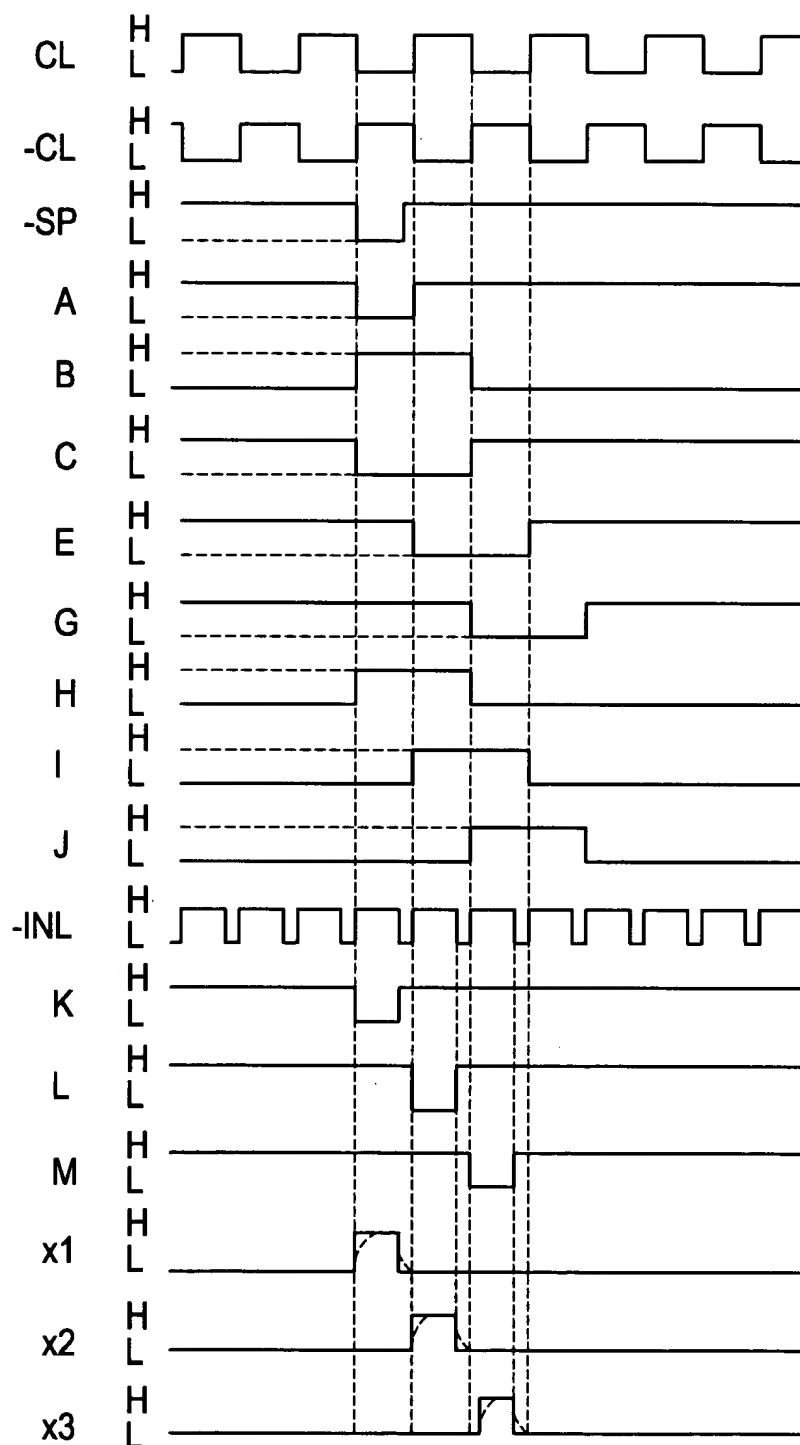 CL H L
-CL H L
-SP H L
A H L
B H L
C H L
E H L
G H L
H H L
I H L
J H L
-INL H L
K H L
L H L
M H L
x1 H L
x2 H L
x3 H L